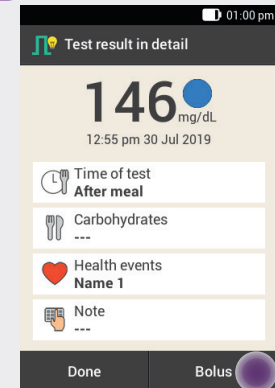 01:00 pm
Test result in detail
146 mg/dL
12:55 pm 30 Jul 2019
Time of test
After meal
Carbohydrates
---
Health events
Name 1
Note
---
Done Bolus